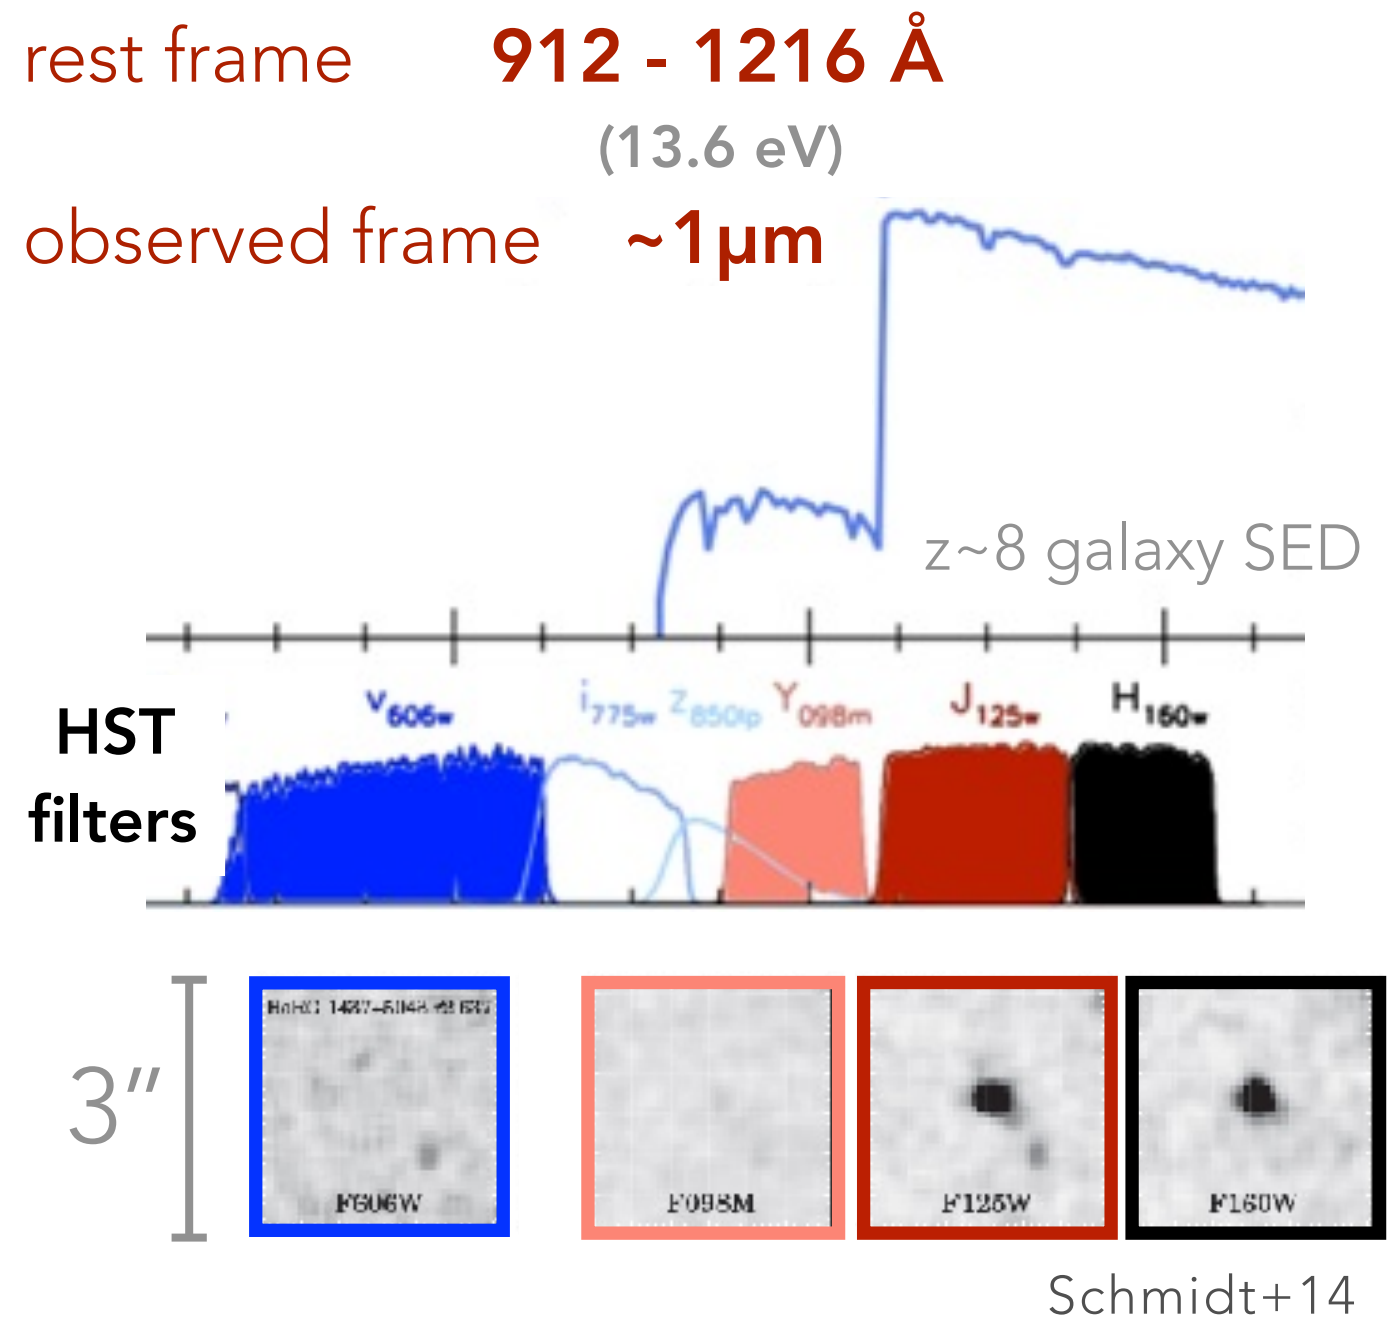 rest frame 912 - 1216 Å
(13.6 eV)
observed frame ~1μm
z~8 galaxy SED
HST
filters
V606w i775w z850lp Y098m J125w H160w
3″
F606W F098M F125W F160W
Schmidt+14